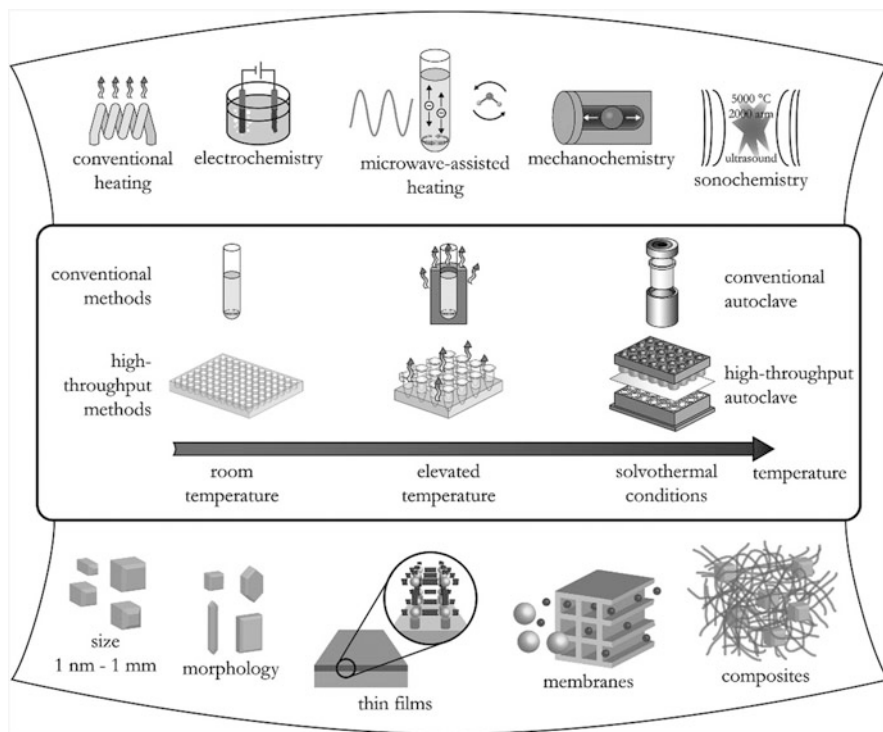 5000 °C
2000 arm
ultrasound
conventional
heating
electrochemistry
microwave-assisted
heating
mechanochemistry
sonochemistry
conventional
methods
conventional
autoclave
high-
throughput
methods
high-throughput
autoclave
room
temperature
elevated
temperature
solvothermal
conditions
temperature
size
1 nm - 1 mm
morphology
thin films
membranes
composites